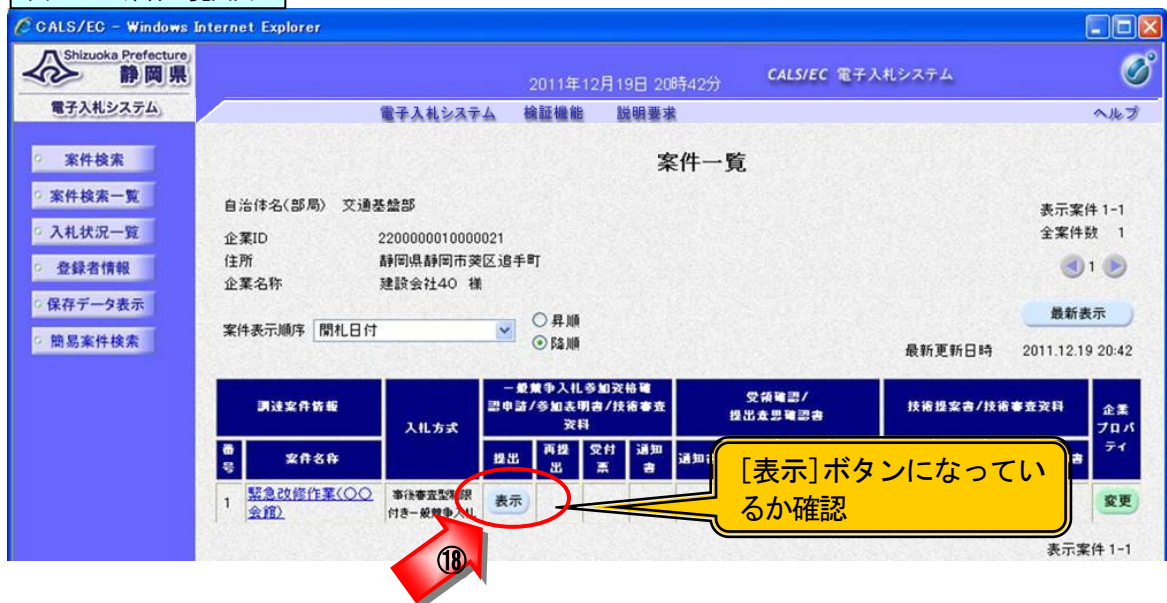 CALS/EC - Windows Internet Explorer
Shizuoka Prefecture
静岡県
2011年12月19日 20時42分
CALS/EC 電子入札システム
電子入札システム
電子入札システム 検証機能 説明要求
ヘルプ
案件検索
案件検索一覧
入札状況一覧
登録者情報
保存データ表示
簡易案件検索
案件一覧
自治体名(部局) 交通基盤部
表示案件 1-1
全案件数 1
企業ID 2200000010000021
住所 静岡県静岡市葵区追手町
企業名称 建設会社40 様
1
案件表示順序 開札日付
昇順
降順
最新表示
最新更新日時 2011.12.19 20:42
調達案件情報
入札方式
一般競争入札参加資格確認申請/参加表明書/技術審査資料
受領確認/
提出意思確認書
技術提案書/技術審査資料
企業プロパティ
番号
案件名称
提出
再提出
受付票
通知書
通知
1
緊急改修作業(〇〇会館)
事後審査型制限付き一般競争入札
表示
変更
[表示]ボタンになっているか確認
⑱
表示案件 1-1